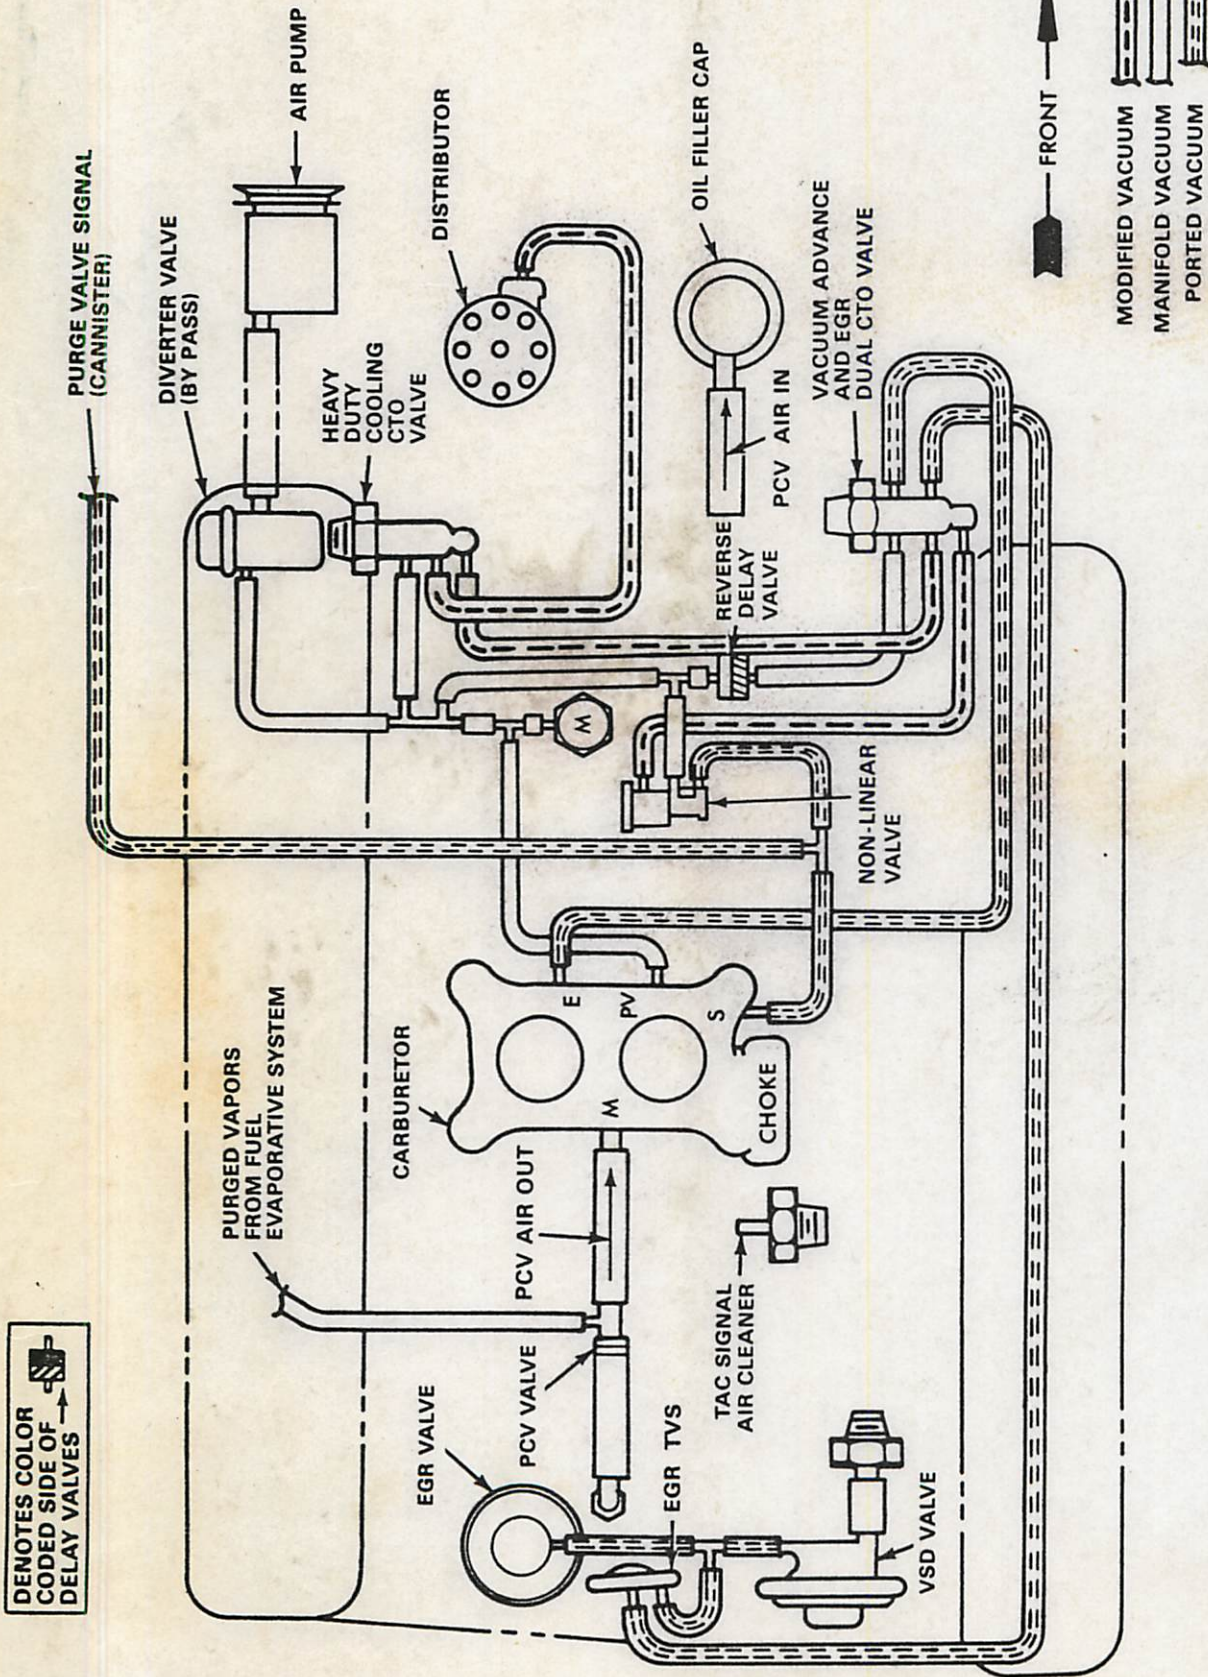 DENOTES COLOR
CODED SIDE OF
DELAY VALVES
PURGE VALVE SIGNAL
(CANNISTER)
DIVERTER VALVE
(BY PASS)
AIR PUMP
HEAVY
DUTY
COOLING
CTO
VALVE
DISTRIBUTOR
PURGED VAPORS
FROM FUEL
EVAPORATIVE SYSTEM
CARBURETOR
E
PV
S
M
CHOKE
W
OIL FILLER CAP
PCV AIR IN
REVERSE
DELAY
VALVE
VACUUM ADVANCE
AND EGR
DUAL CTO VALVE
NON-LINEAR
VALVE
EGR VALVE
PCV VALVE
PCV AIR OUT
TAC SIGNAL
AIR CLEANER
EGR TVS
VSD VALVE
FRONT
MODIFIED VACUUM
MANIFOLD VACUUM
PORTED VACUUM